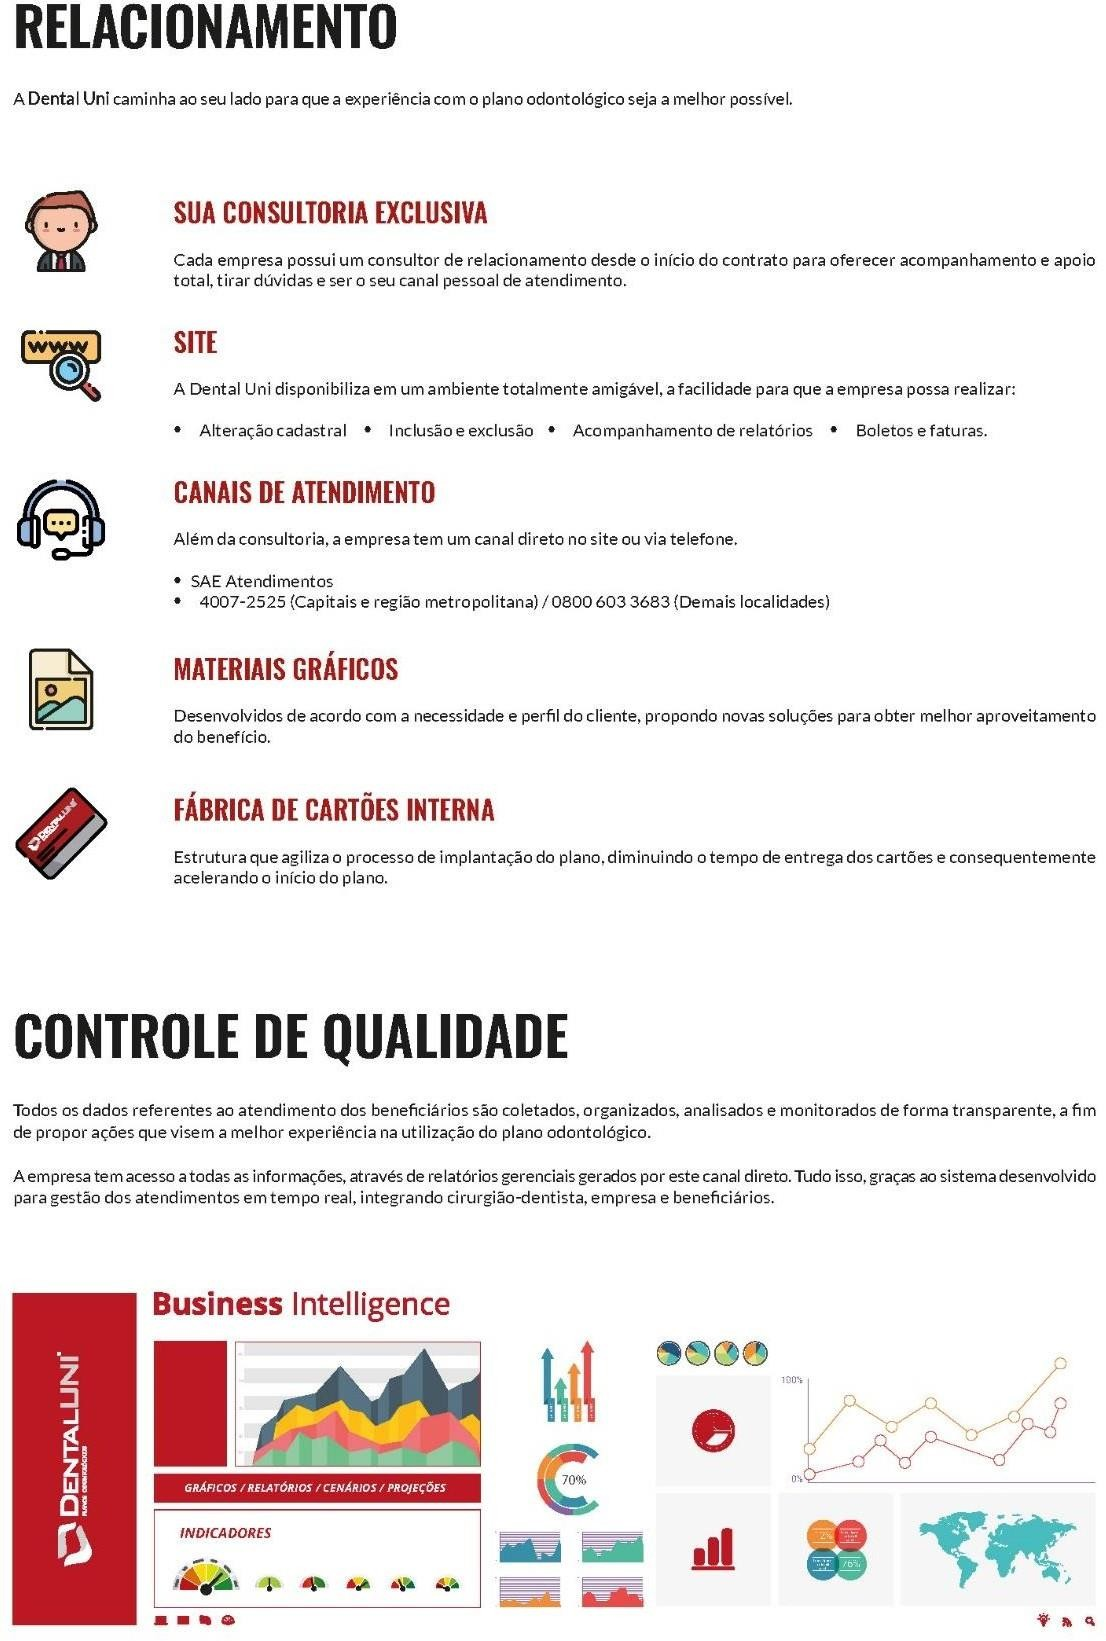 RELACIONAMENTO
A Dental Uni caminha ao seu lado para que a experiência com o plano odontológico seja a melhor possível.
SUA CONSULTORIA EXCLUSIVA
Cada empresa possui um consultor de relacionamento desde o início do contrato para oferecer acompanhamento e apoio
total, tirar dúvidas e ser o seu canal pessoal de atendimento.
www
SITE
A Dental Uni disponibiliza em um ambiente totalmente amigável, a facilidade para que a empresa possa realizar:
• Alteração cadastral • Inclusão e exclusão • Acompanhamento de relatórios • Boletos e faturas.
CANAIS DE ATENDIMENTO
Além da consultoria, a empresa tem um canal direto no site ou via telefone.
• SAE Atendimentos
• 4007-2525 (Capitais e região metropolitana) / 0800 603 3683 (Demais localidades)
MATERIAIS GRÁFICOS
Desenvolvidos de acordo com a necessidade e perfil do cliente, propondo novas soluções para obter melhor aproveitamento
do benefício.
DENTALUNI
FÁBRICA DE CARTÕES INTERNA
Estrutura que agiliza o processo de implantação do plano, diminuindo o tempo de entrega dos cartões e consequentemente
acelerando o início do plano.
CONTROLE DE QUALIDADE
Todos os dados referentes ao atendimento dos beneficiários são coletados, organizados, analisados e monitorados de forma transparente, a fim
de propor ações que visem a melhor experiência na utilização do plano odontológico.
A empresa tem acesso a todas as informações, através de relatórios gerenciais gerados por este canal direto. Tudo isso, graças ao sistema desenvolvido
para gestão dos atendimentos em tempo real, integrando cirurgião-dentista, empresa e beneficiários.
DENTALUNI
PLANOS ODONTOLÓGICOS
Business Intelligence
GRÁFICOS / RELATÓRIOS / CENÁRIOS / PROJEÇÕES
INDICADORES
70%
100%
0%
2%
76%